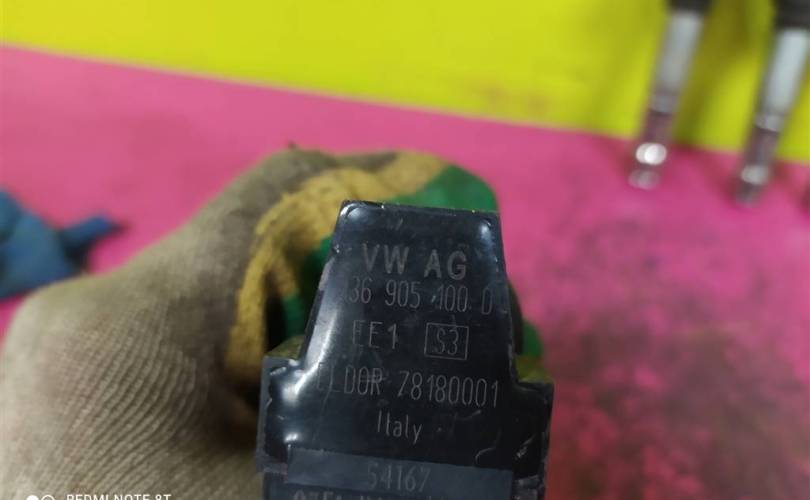 VW AG
36 905 100 D
EE1 S3
ELDOR 78180001
Italy
54167
REDMI NOTE 8T